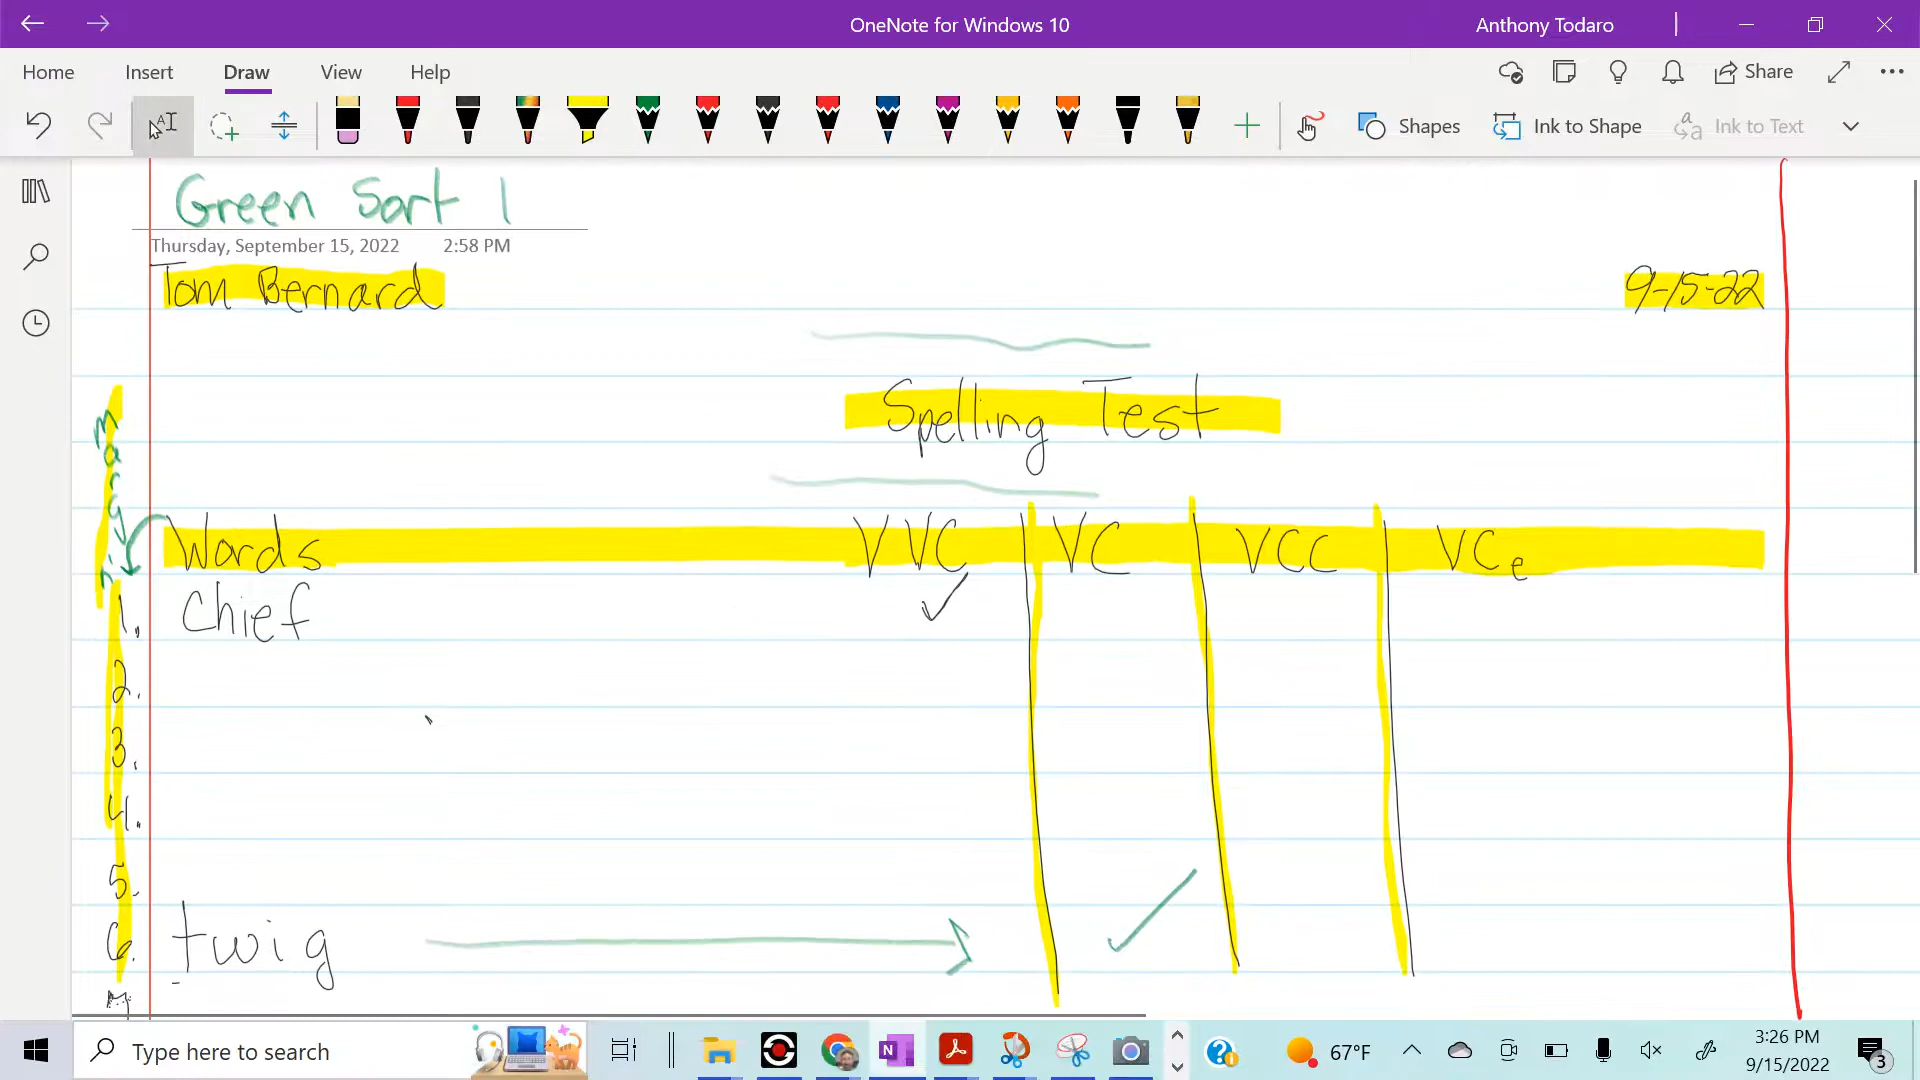 OneNote for Windows 10
Anthony Todaro
Home Insert Draw View Help
Share
Shapes Ink to Shape Ink to Text
Green Sort 1
Thursday, September 15, 2022 2:58 PM
Tom Bernard 9-15-22
Spelling Test
margin
Words VVC VC VCC VCe
1. Chief ✓
2.
3.
4.
5.
6. twig ✓
Type here to search
67°F
3:26 PM
9/15/2022
3